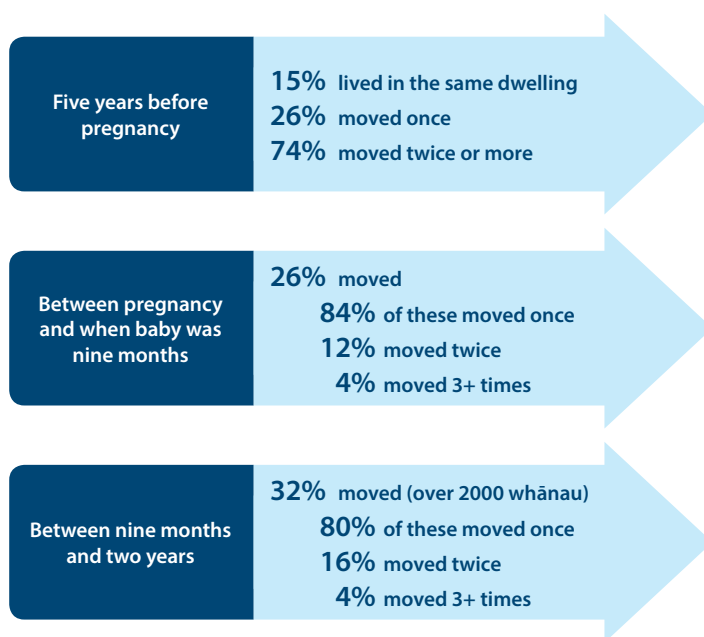 Five years before
pregnancy
15% lived in the same dwelling
26% moved once
74% moved twice or more
Between pregnancy
and when baby was
nine months
26% moved
84% of these moved once
12% moved twice
4% moved 3+ times
Between nine months
and two years
32% moved (over 2000 whānau)
80% of these moved once
16% moved twice
4% moved 3+ times